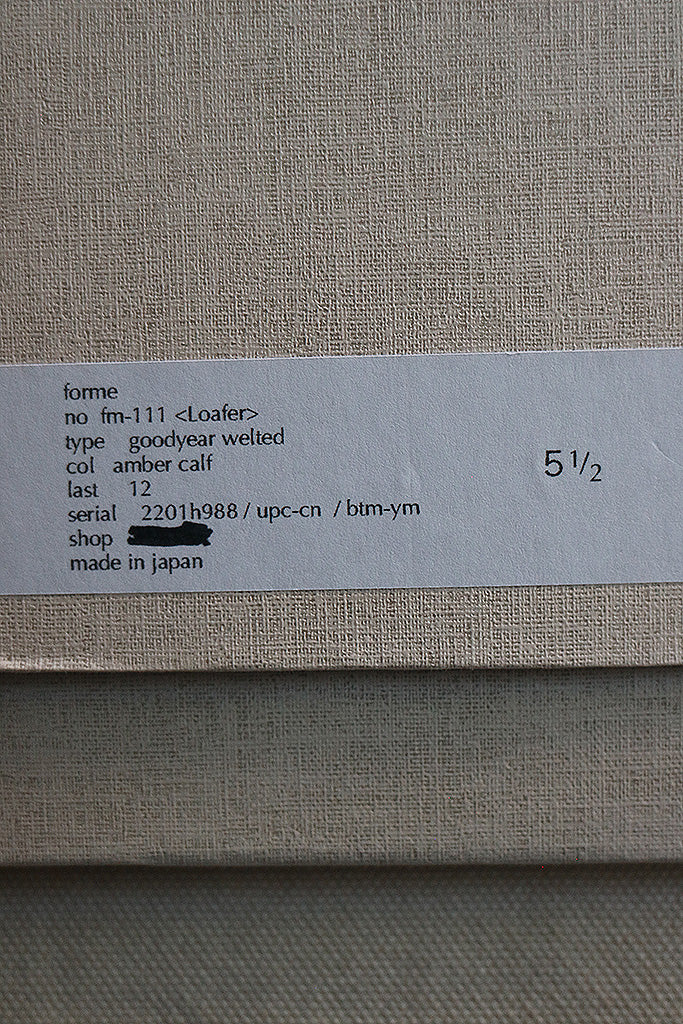 forme
no fm-111 <Loafer>
type goodyear welted
col amber calf
last 12
serial 2201h988 / upc-cn / btm-ym
shop
made in japan
5 1/2